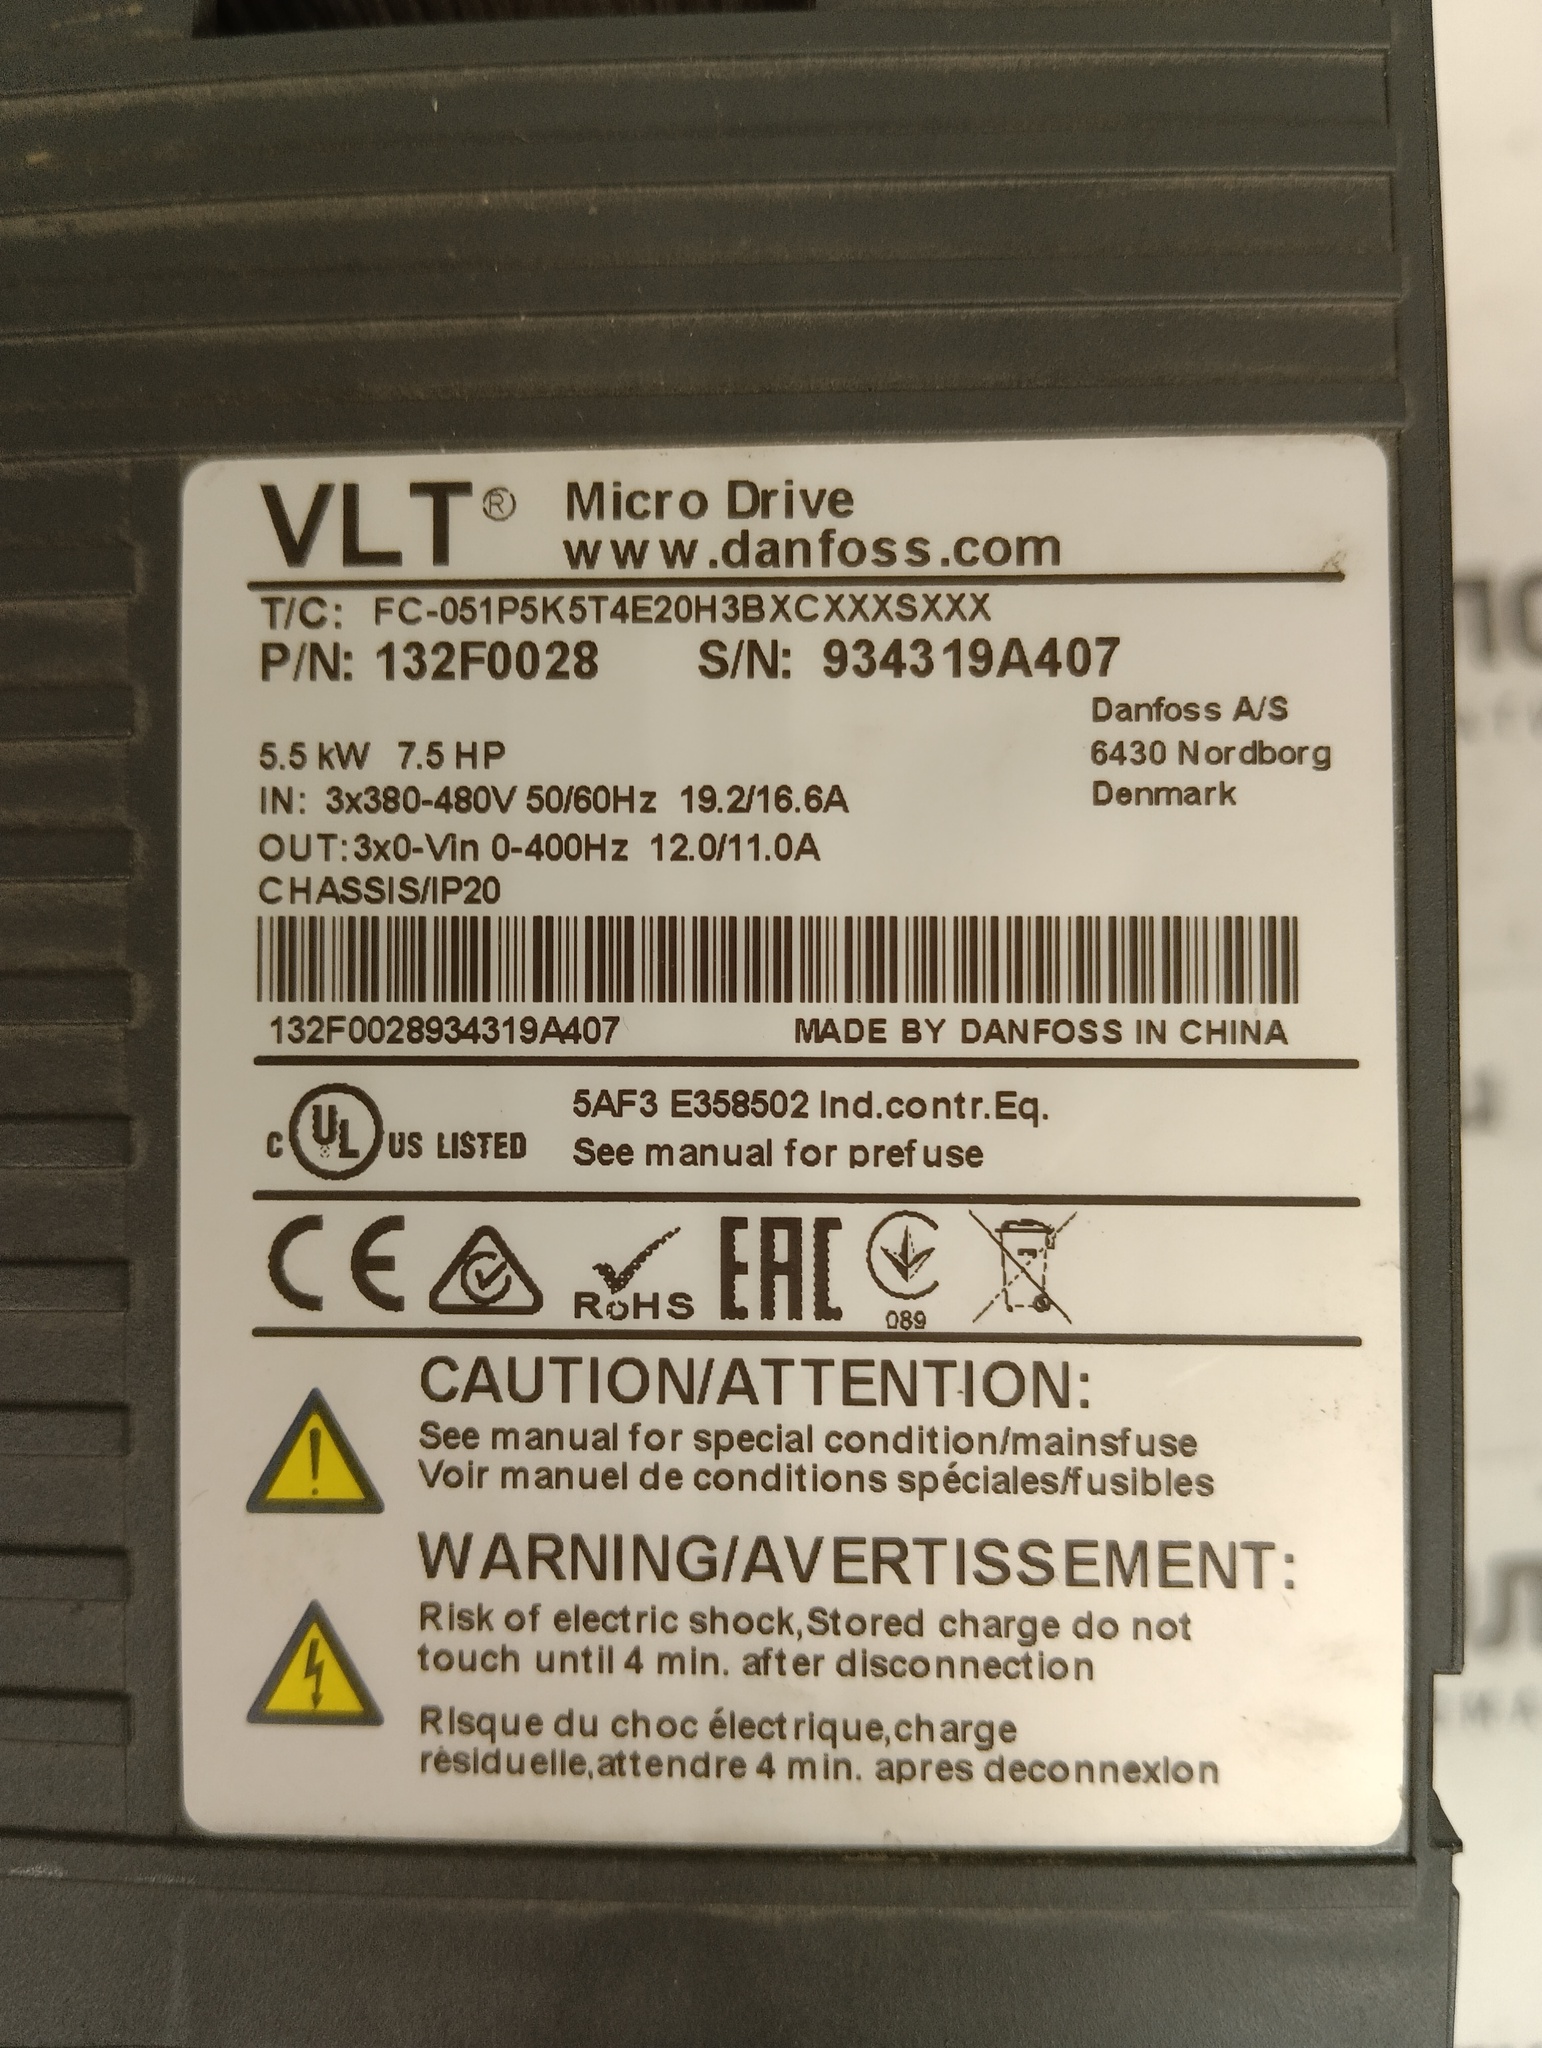 VLT® Micro Drive
www.danfoss.com
T/C: FC-051P5K5T4E20H3BXCXXXSXXX
P/N: 132F0028 S/N: 934319A407
Danfoss A/S
6430 Nordborg
Denmark
5.5 kW 7.5 HP
IN: 3x380-480V 50/60Hz 19.2/16.6A
OUT:3x0-Vin 0-400Hz 12.0/11.0A
CHASSIS/IP20
132F0028934319A407 MADE BY DANFOSS IN CHINA
C UL US LISTED
5AF3 E358502 Ind.contr.Eq.
See manual for prefuse
CE RoHS EAC 089
CAUTION/ATTENTION:
See manual for special condition/mainsfuse
Voir manuel de conditions spéciales/fusibles
WARNING/AVERTISSEMENT:
Risk of electric shock,Stored charge do not
touch until 4 min. after disconnection
Risque du choc électrique,charge
résiduelle,attendre 4 min. apres deconnexion